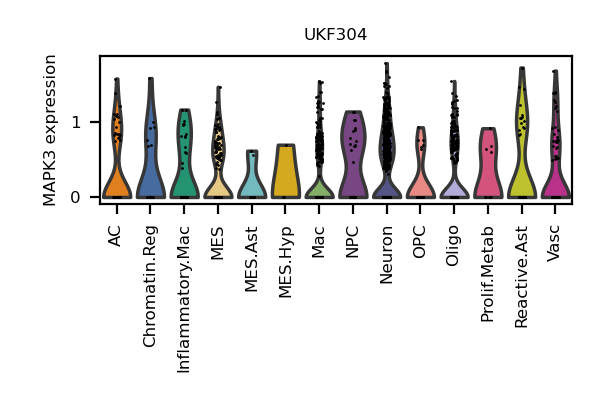 UKF304
MAPK3 expression
1
0
AC
Chromatin.Reg
Inflammatory.Mac
MES
MES.Ast
MES.Hyp
Mac
NPC
Neuron
OPC
Oligo
Prolif.Metab
Reactive.Ast
Vasc